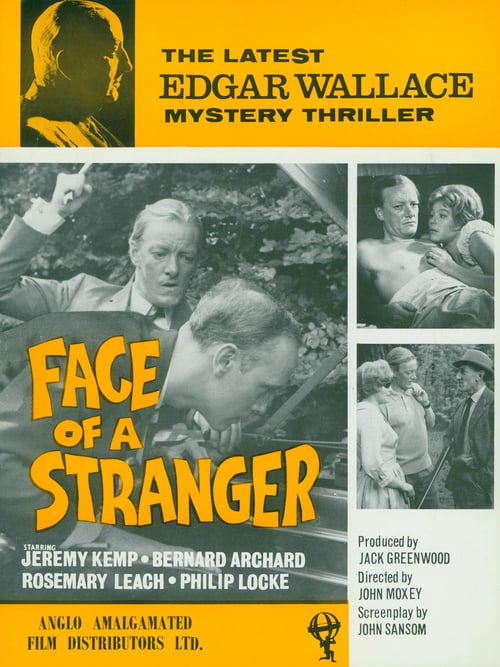 THE LATEST
EDGAR WALLACE
MYSTERY THRILLER
FACE
OF A
STRANGER
STARRING
JEREMY KEMP • BERNARD ARCHARD
ROSEMARY LEACH • PHILIP LOCKE
Produced by
JACK GREENWOOD
Directed by
JOHN MOXEY
Screenplay by
JOHN SANSOM
ANGLO AMALGAMATED
FILM DISTRIBUTORS LTD.